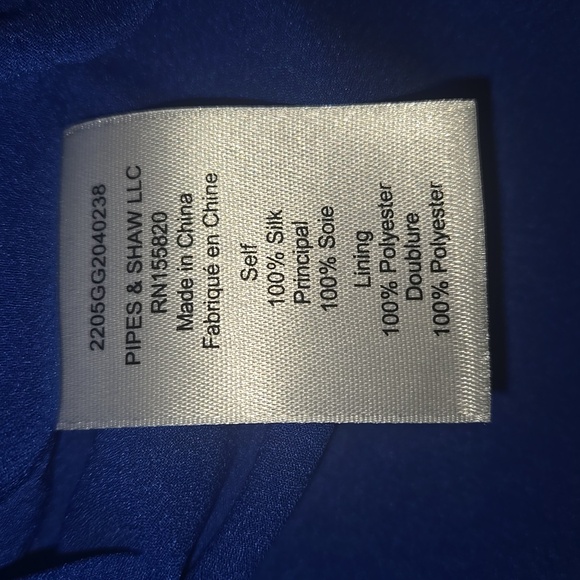 2205GG2040238
PIPES & SHAW LLC
RN155820
Made in China
Fabriqué en Chine
Self
100% Silk
Principal
100% Soie
Lining
100% Polyester
Doublure
100% Polyester